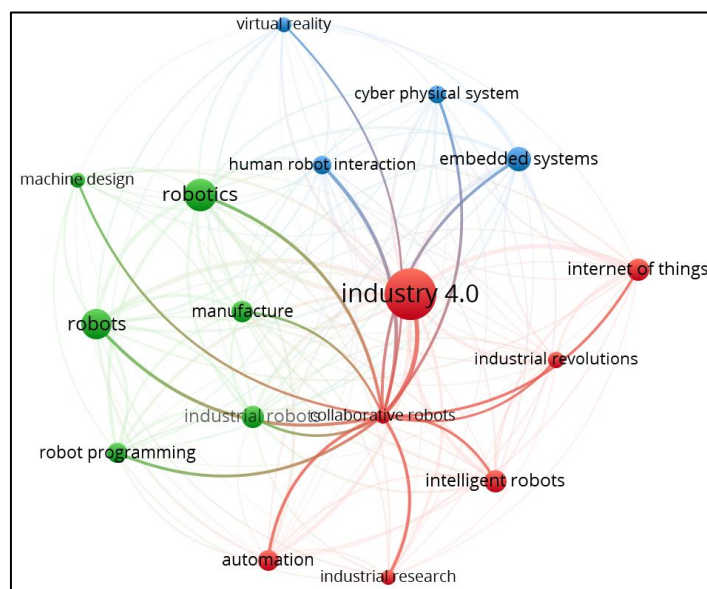 virtual reality
cyber physical system
human robot interaction
embedded systems
machine design
robotics
internet of things
industry 4.0
manufacture
robots
industrial revolutions
industrial robots
collaborative robots
robot programming
intelligent robots
automation
industrial research